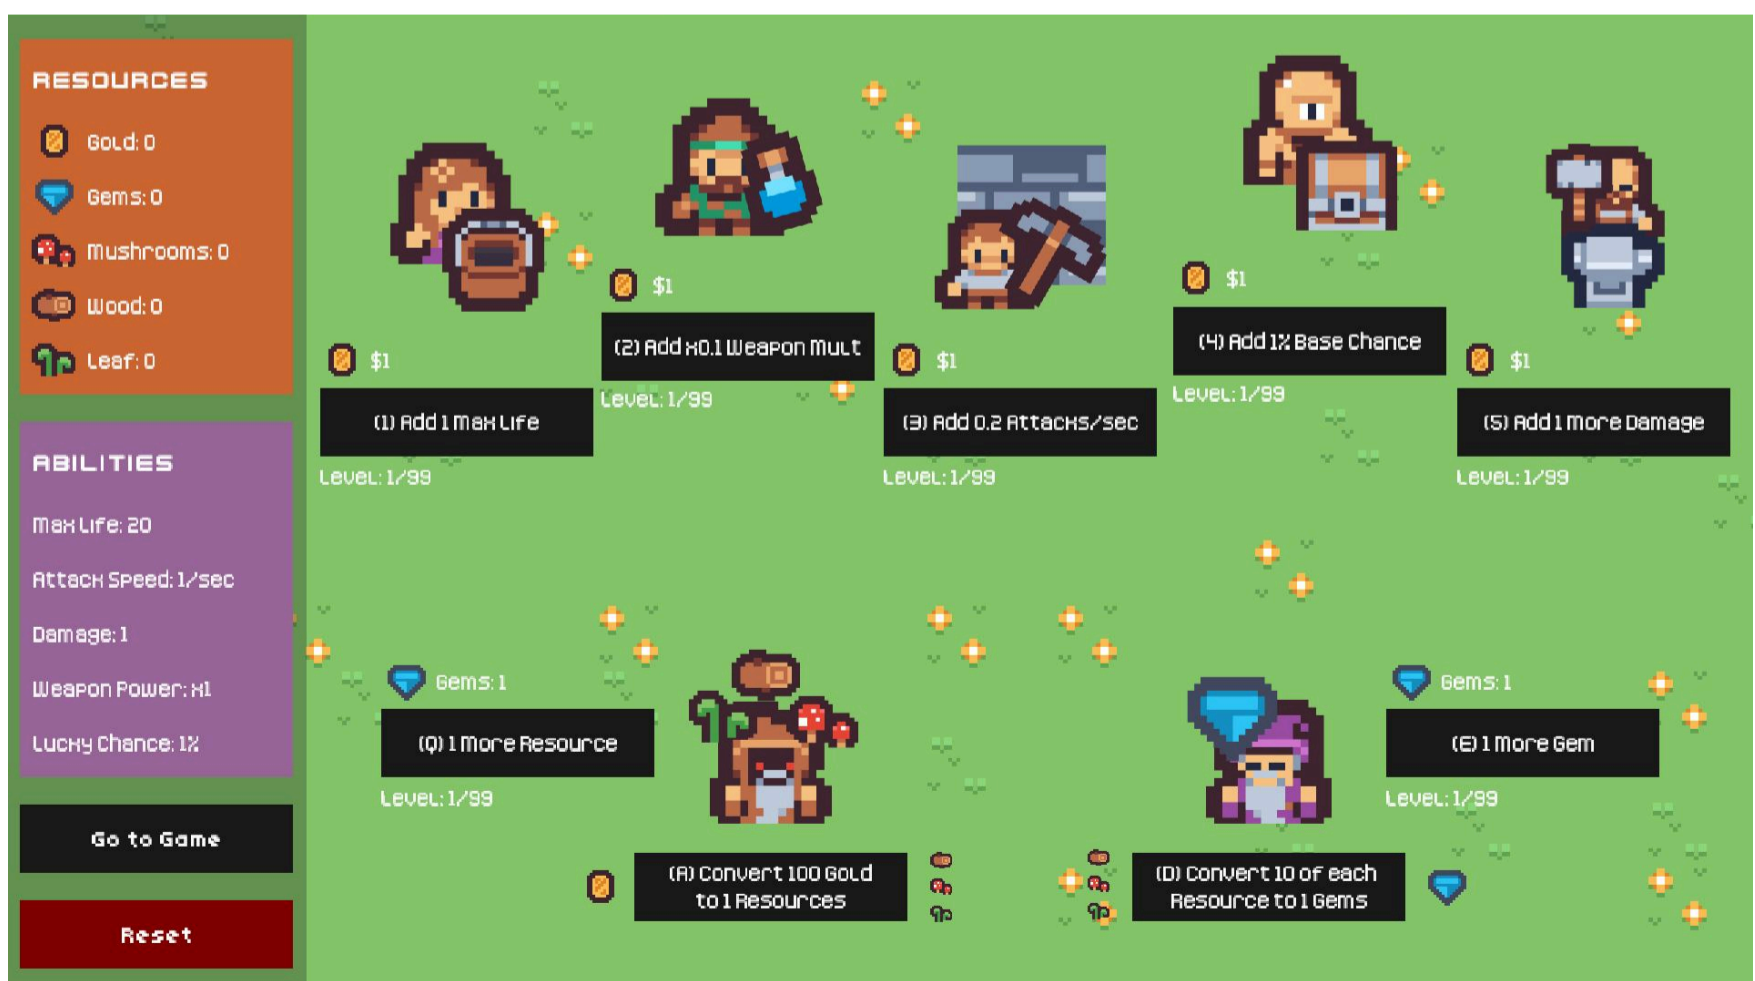 RESOURCES
Gold: 0
Gems: 0
Mushrooms: 0
Wood: 0
Leaf: 0
ABILITIES
Max Life: 20
Attack Speed: 1/sec
Damage: 1
Weapon Power: x1
Lucky Chance: 1%
Go to Game
Reset
$1
(1) Add 1 Max Life
Level: 1/99
$1
(2) Add x0.1 Weapon Mult
Level: 1/99
$1
(3) Add 0.2 Attacks/sec
Level: 1/99
$1
(4) Add 1% Base Chance
Level: 1/99
$1
(5) Add 1 More Damage
Level: 1/99
Gems: 1
(Q) 1 More Resource
Level: 1/99
(A) Convert 100 Gold
to 1 Resources
Gems: 1
(E) 1 More Gem
Level: 1/99
(D) Convert 10 of each
Resource to 1 Gems